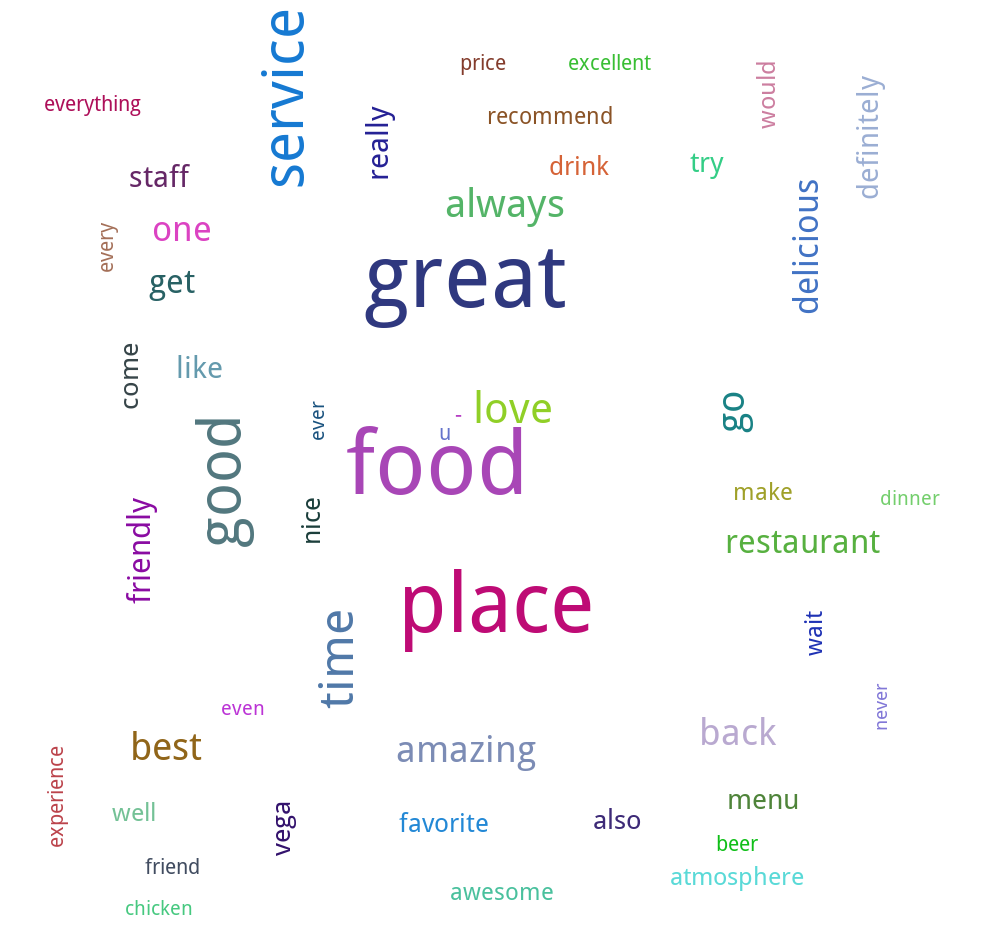 service
price
excellent
would
everything
definitely
really
recommend
staff
drink
try
always
delicious
every
one
get
great
come
like
ever
-
love
go
u
good
food
make
dinner
nice
friendly
restaurant
place
time
wait
even
never
best
amazing
back
experience
well
vega
favorite
also
menu
beer
friend
atmosphere
awesome
chicken